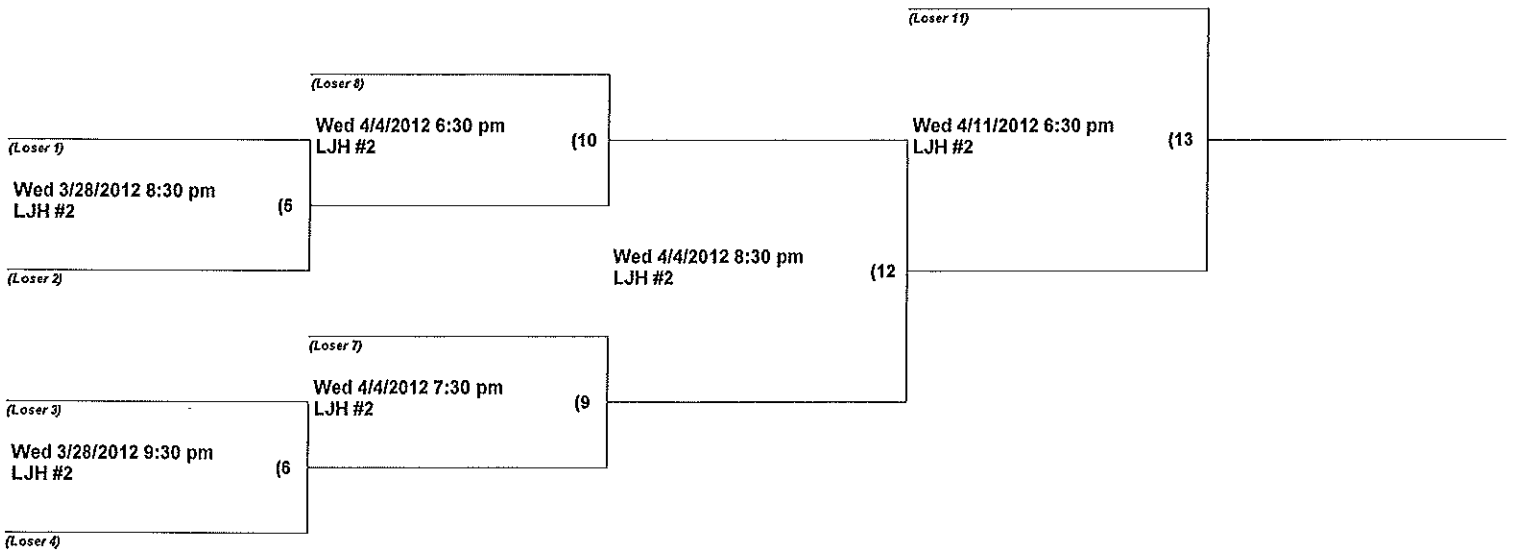 (Loser 11)
(Loser 8)
Wed 4/4/2012 6:30 pm
LJH #2
(10
Wed 4/11/2012 6:30 pm
LJH #2
(13
(Loser 1)
Wed 3/28/2012 8:30 pm
LJH #2
(5
(Loser 2)
Wed 4/4/2012 8:30 pm
LJH #2
(12
(Loser 7)
Wed 4/4/2012 7:30 pm
LJH #2
(9
(Loser 3)
Wed 3/28/2012 9:30 pm
LJH #2
(6
(Loser 4)